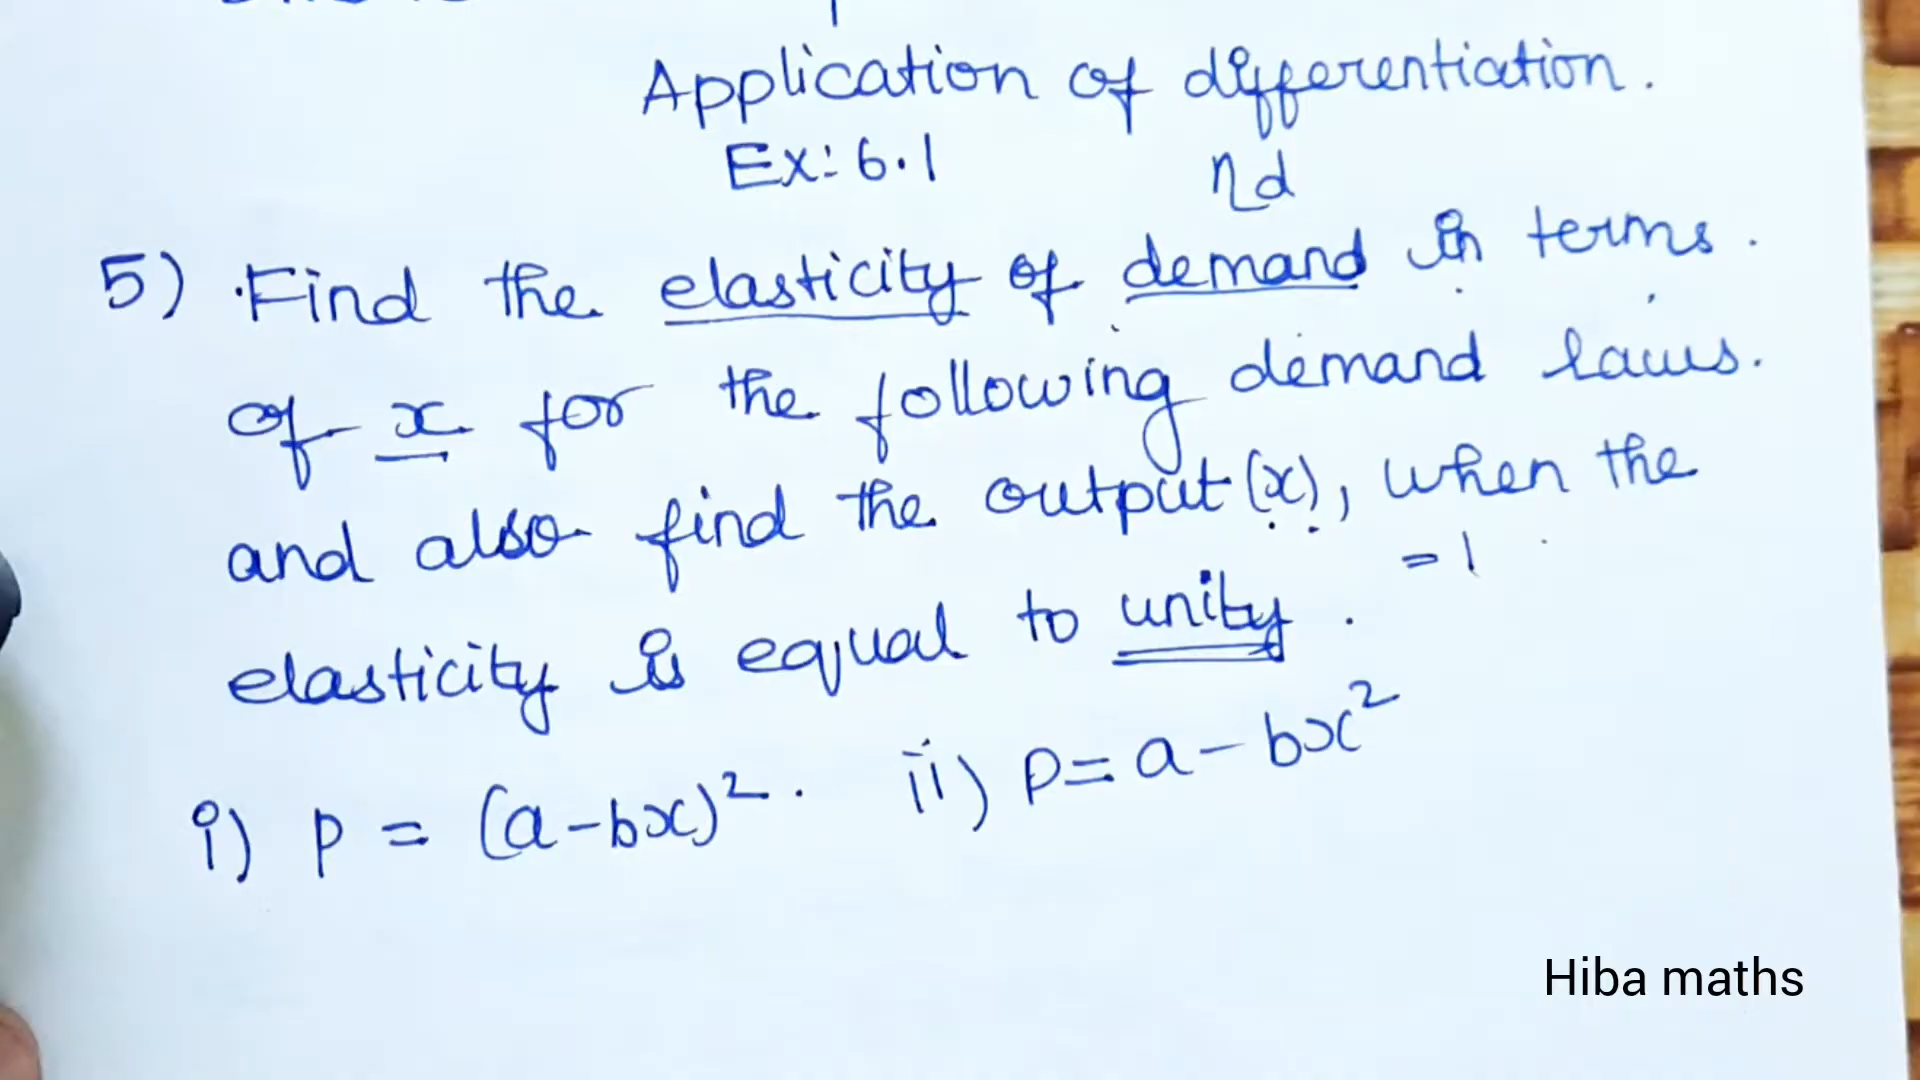 Application of differentiation.
Ex: 6.1
ηd
5) Find the elasticity of demand in terms.
of x for the following demand laws.
and also find the output (x), when the
= 1
elasticity is equal to unity.
i) p = (a-bx)². ii) p = a - bx²
Hiba maths